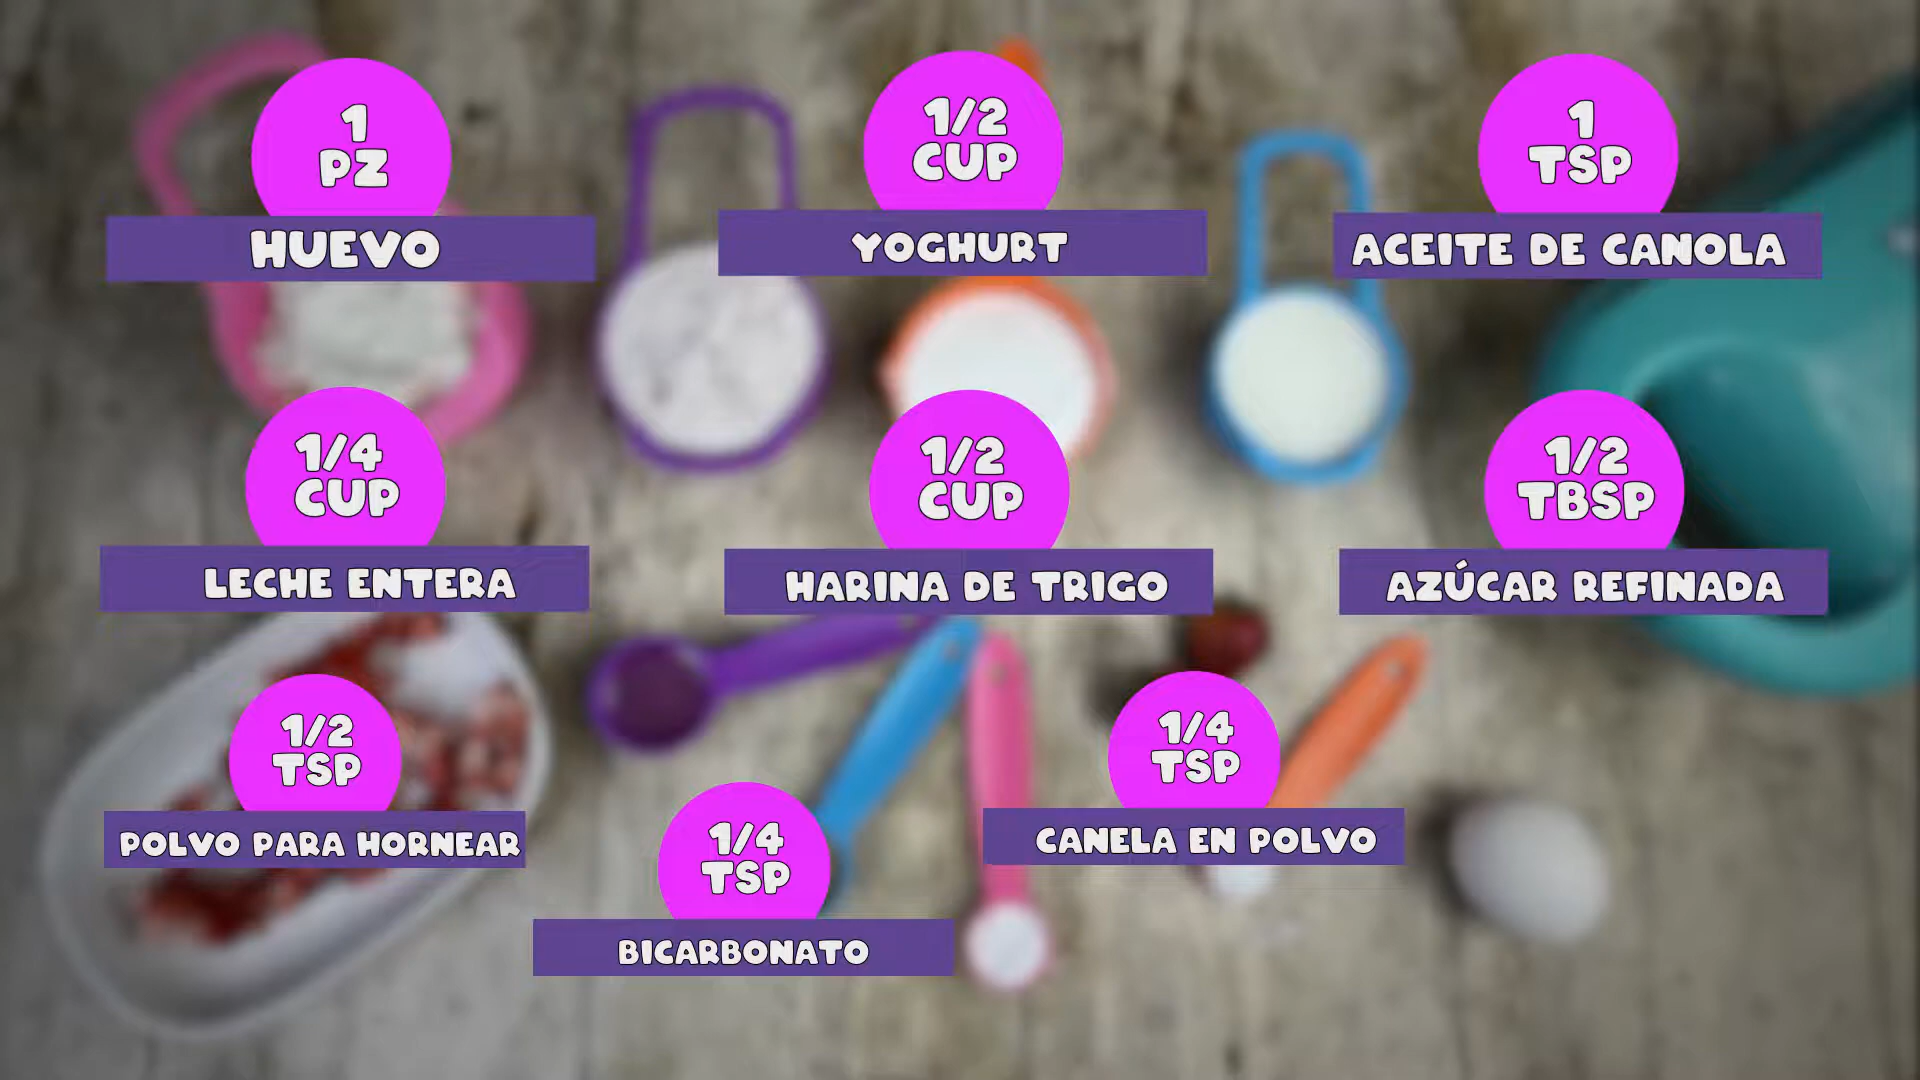 1
PZ
HUEVO
1/2
CUP
YOGHURT
1
TSP
ACEITE DE CANOLA
1/4
CUP
LECHE ENTERA
1/2
CUP
HARINA DE TRIGO
1/2
TBSP
AZÚCAR REFINADA
1/2
TSP
POLVO PARA HORNEAR
1/4
TSP
BICARBONATO
1/4
TSP
CANELA EN POLVO